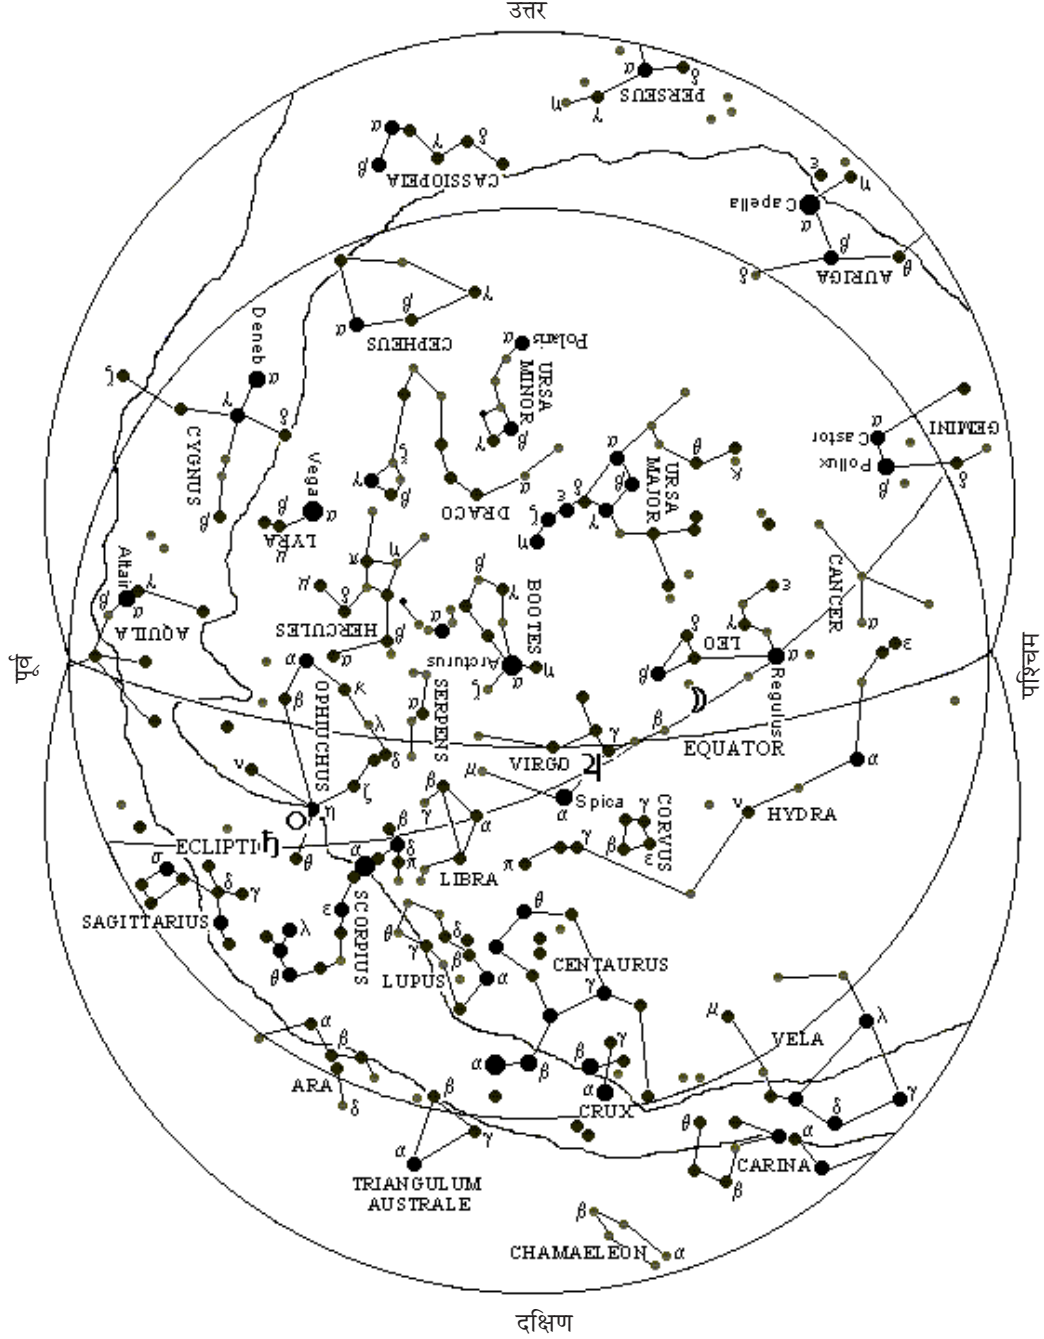 उत्तर
α
δ
PERSEUS
η
γ
α
γ
δ
β
CASSIOPEIA
ε
η
Capella
α
β
θ
δ
AURIGA
γ
β
α
CEPHEUS
Deneb
α
ζ
γ
δ
CYGNUS
β
α
Polaris
URSA
MINOR
β
γ
α
Castor
GEMINI
Pollux
β
δ
Vega
α
β
LYRA
μ
ξ
γ
β
DRACO
α
θ
κ
URSA
MAJOR
α
β
γ
δ
ε
ζ
η
Altair
γ
β
α
AQUILA
η
π
μ
δ
HERCULES
β
α
β
γ
BOOTES
α
Arcturus
α
η
ζ
ε
γ
LEO
δ
β
α
Regulus
CANCER
α
ε
पूर्व
पश्चिम
α
β
κ
OPHIUCHUS
λ
δ
ζ
η
ν
θ
SERPENS
α
VIRGO
γ
β
EQUATOR
☽
♃
α
μ
Spica
α
β
γ
α
LIBRA
CORVUS
γ
β
ε
γ
π
ν
HYDRA
ECLIPTI
♄
σ
δ
γ
SAGITTARIUS
β
δ
π
α
ε
SCORPIUS
λ
θ
θ
δ
γ
β
α
LUPUS
θ
CENTAURUS
γ
α
β
γ
β
α
CRUX
μ
λ
VELA
γ
δ
α
β
ARA
δ
β
α
γ
TRIANGULUM
AUSTRALE
θ
α
CARINA
β
β
CHAMAELEON
α
दक्षिण